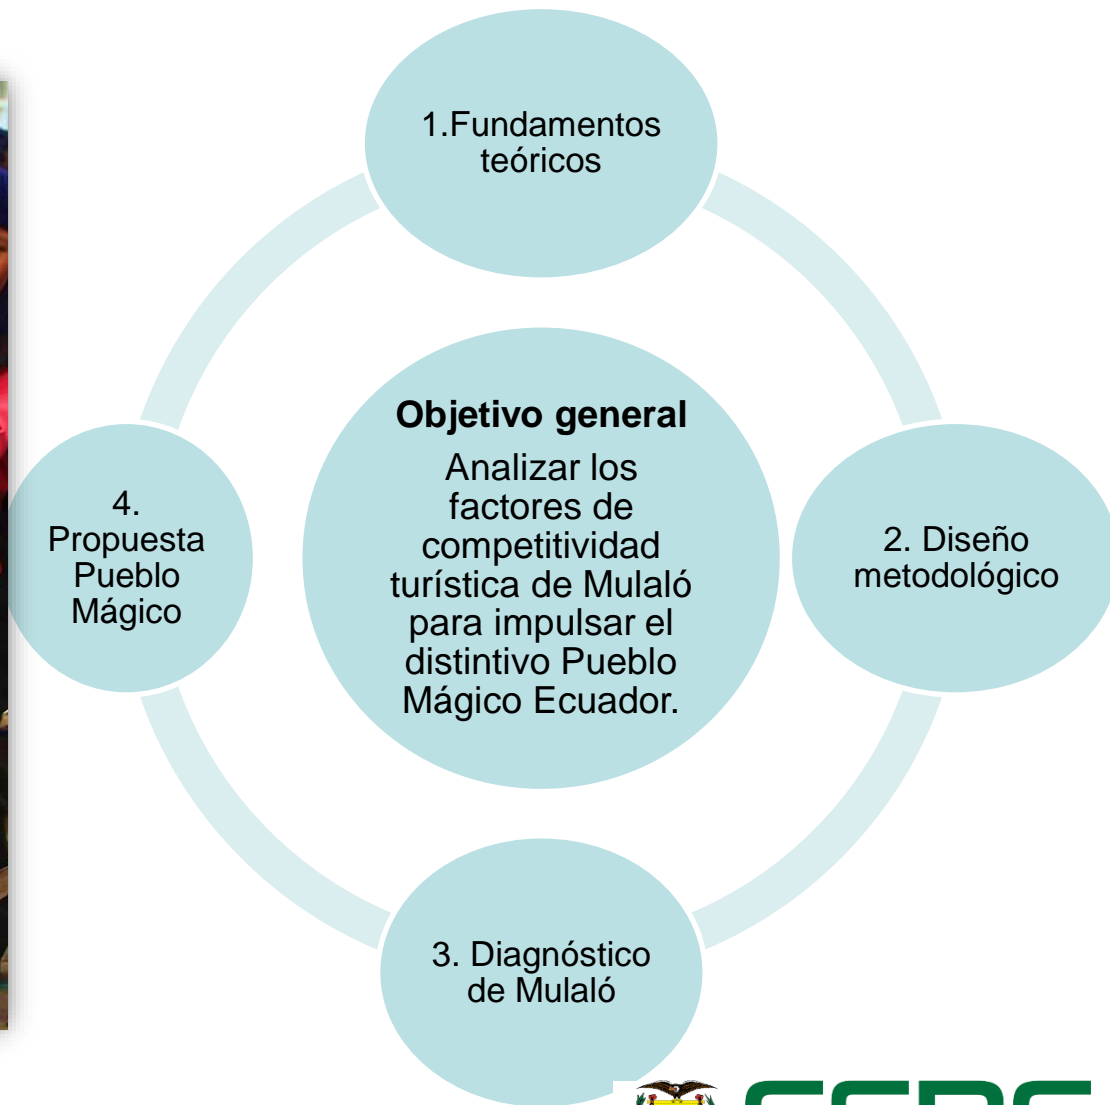 1.Fundamentos
teóricos
Objetivo general
Analizar los
factores de
competitividad
turística de Mulaló
para impulsar el
distintivo Pueblo
Mágico Ecuador.
2. Diseño
metodológico
3. Diagnóstico
de Mulaló
4.
Propuesta
Pueblo
Mágico